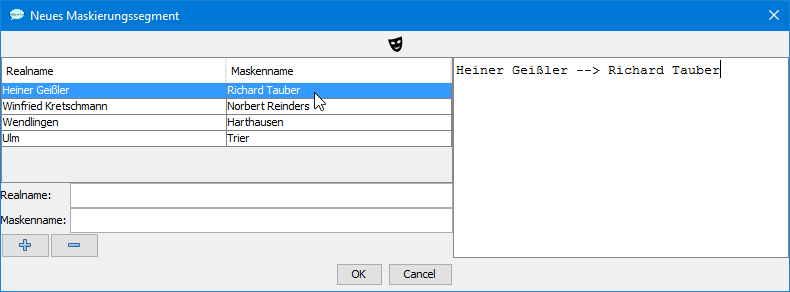 Neues Maskierungssegment
Realname Maskenname
Heiner Geißler Richard Tauber
Winfried Kretschmann Norbert Reinders
Wendlingen Harthausen
Ulm Trier
Realname:
Maskenname:
OK Cancel
Heiner Geißler --> Richard Tauber